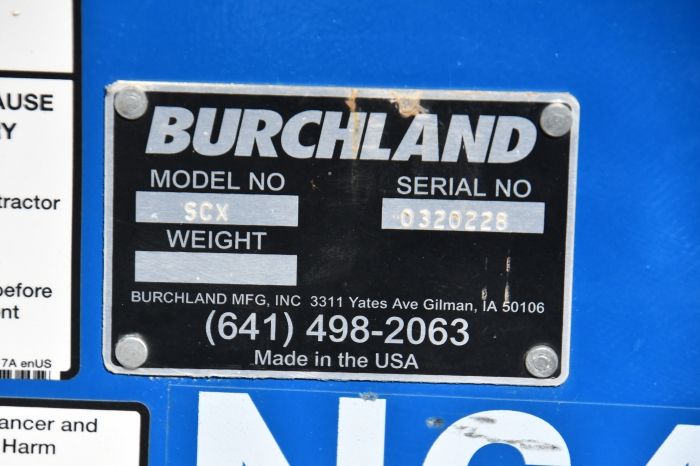 AUSE
RY
tractor
before
nt
7A enUS
ancer and
Harm
BURCHLAND
MODEL NO SERIAL NO
SCX 0320228
WEIGHT
BURCHLAND MFG, INC 3311 Yates Ave Gilman, IA 50106
(641) 498-2063
Made in the USA